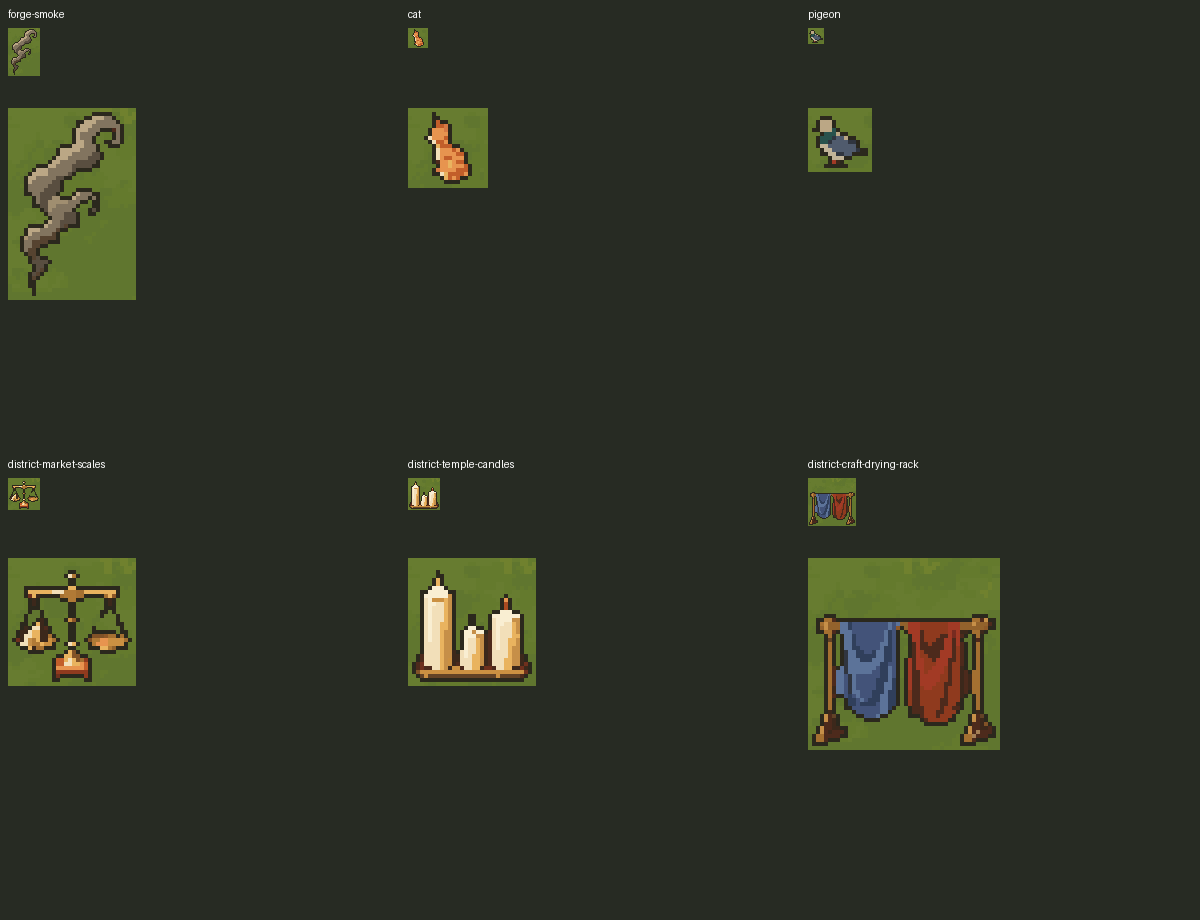 forge-smoke
cat
pigeon
district-market-scales
district-temple-candles
district-craft-drying-rack